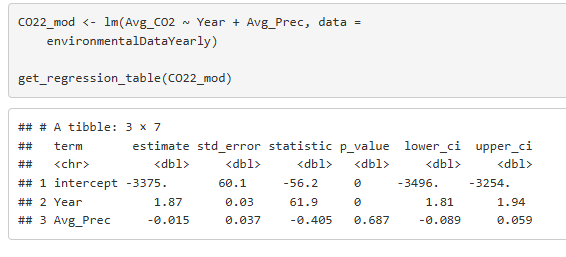 CO22_mod <- lm(Avg_CO2 ~ Year + Avg_Prec, data =
    environmentalDataYearly)
get_regression_table(CO22_mod)
## # A tibble: 3 × 7
##   term      estimate std_error statistic p_value lower_ci upper_ci
##   <chr>        <dbl>     <dbl>     <dbl>   <dbl>    <dbl>    <dbl>
## 1 intercept -3375.      60.1     -56.2     0     -3496.   -3254.
## 2 Year          1.87     0.03     61.9     0         1.81     1.94
## 3 Avg_Prec     -0.015    0.037    -0.405   0.687    -0.089    0.059